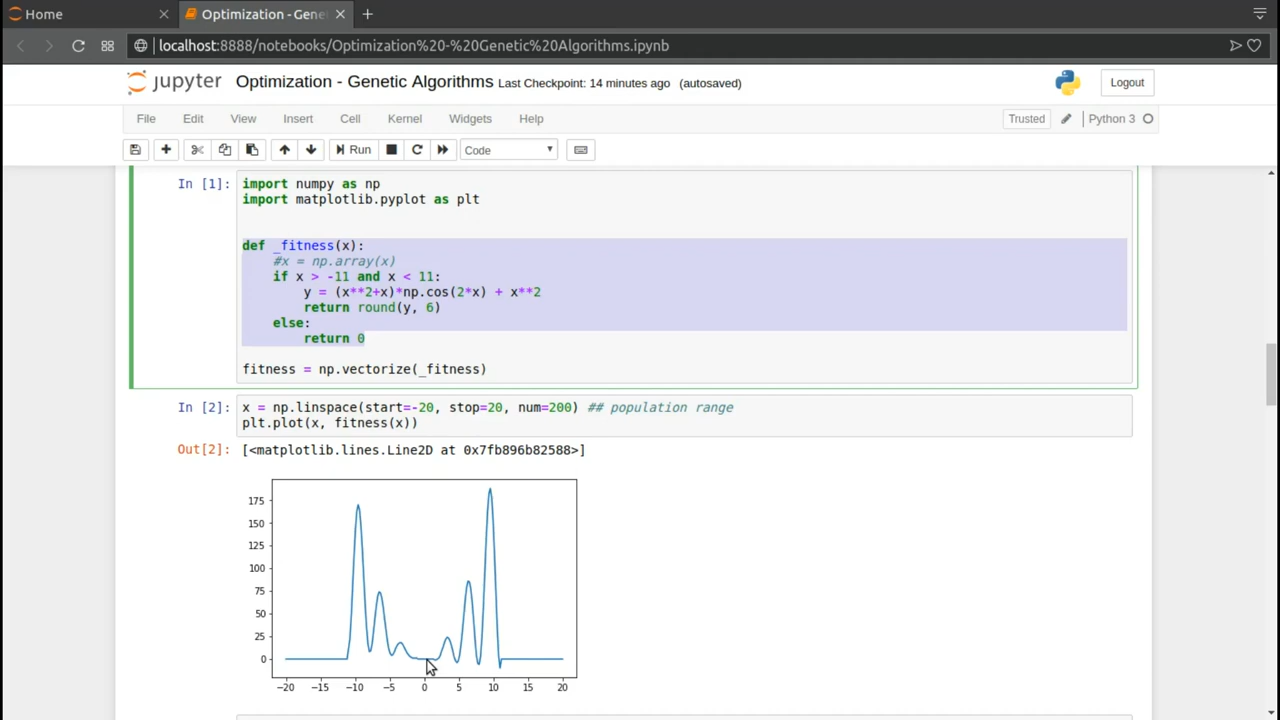 Home
Optimization - Gene
localhost:8888/notebooks/Optimization%20-%20Genetic%20Algorithms.ipynb
jupyter Optimization - Genetic Algorithms Last Checkpoint: 14 minutes ago (autosaved)
Logout
File Edit View Insert Cell Kernel Widgets Help
Trusted
Python 3
Run
Code
In [1]:
import numpy as np
import matplotlib.pyplot as plt
def _fitness(x):
#x = np.array(x)
if x > -11 and x < 11:
y = (x**2+x)*np.cos(2*x) + x**2
return round(y, 6)
else:
return 0
fitness = np.vectorize(_fitness)
In [2]:
x = np.linspace(start=-20, stop=20, num=200) ## population range
plt.plot(x, fitness(x))
Out[2]:
[<matplotlib.lines.Line2D at 0x7fb896b82588>]
175
150
125
100
75
50
25
0
−20 −15 −10 −5 0 5 10 15 20